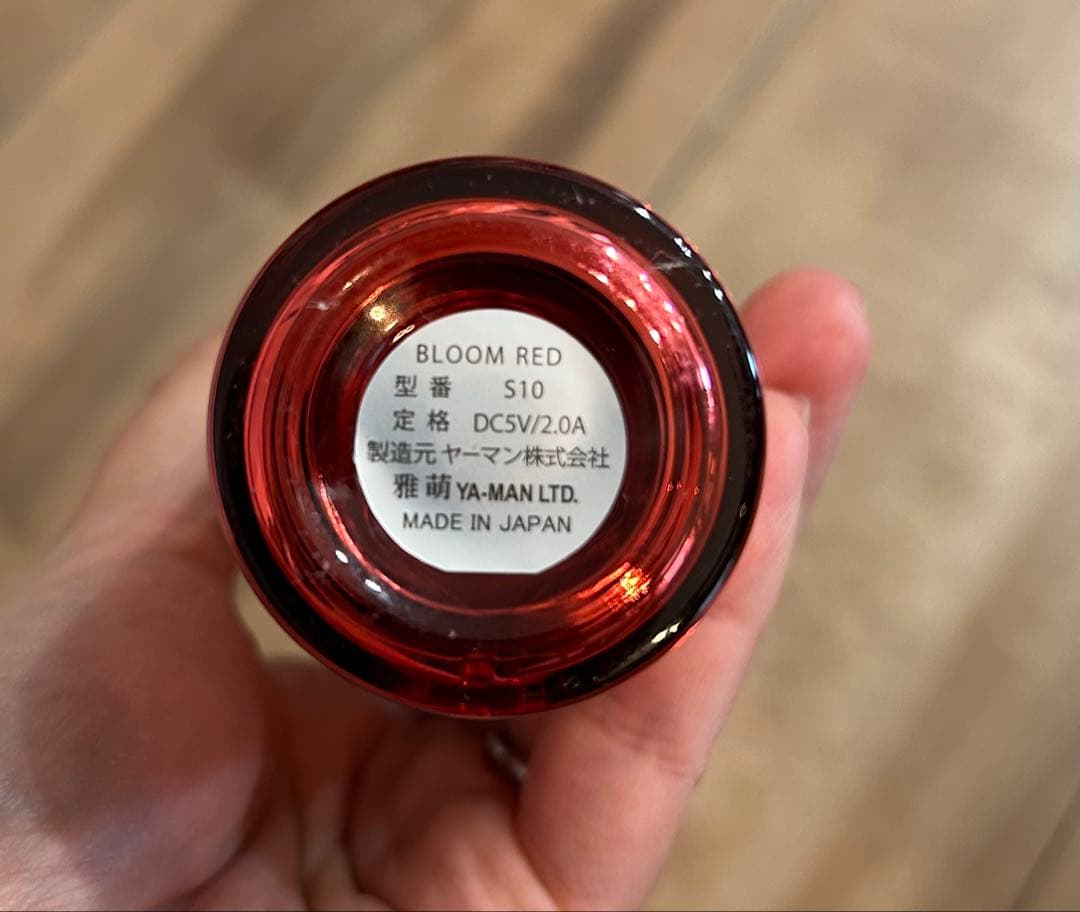 BLOOM RED
型番 S10
定格 DC5V/2.0A
製造元 ヤーマン株式会社
雅萌 YA-MAN LTD.
MADE IN JAPAN